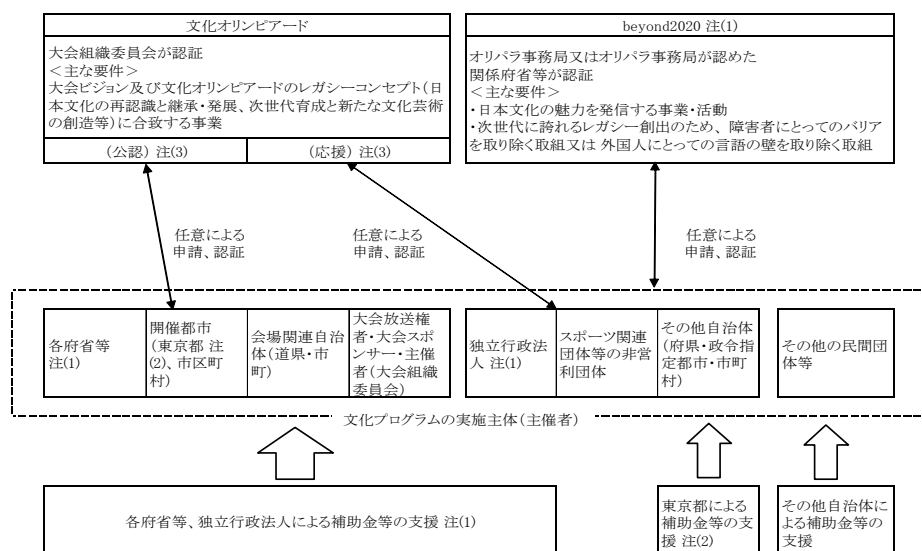 文化オリンピアード
大会組織委員会が認証
＜主な要件＞
大会ビジョン及び文化オリンピアードのレガシーコンセプト(日
本文化の再認識と継承・発展、次世代育成と新たな文化芸術
の創造等)に合致する事業
(公認) 注(3)
(応援) 注(3)
beyond2020 注(1)
オリパラ事務局又はオリパラ事務局が認めた
関係府省等が認証
＜主な要件＞
・日本文化の魅力を発信する事業・活動
・次世代に誇れるレガシー創出のため、障害者にとってのバリア
を取り除く取組又は 外国人にとっての言語の壁を取り除く取組
任意による
申請、認証
任意による
申請、認証
任意による
申請、認証
各府省等
注(1)
開催都市
(東京都 注
(2)、市区町
村)
会場関連自治
体(道県・市
町)
大会放送権
者・大会スポ
ンサー・主催
者(大会組織
委員会)
独立行政法
人 注(1)
スポーツ関連
団体等の非営
利団体
その他自治体
(府県・政令指
定都市・市町
村)
その他の民間団
体等
文化プログラムの実施主体(主催者)
各府省等、独立行政法人による補助金等の支援 注(1)
東京都による
補助金等の支
援 注(2)
その他自治体に
よる補助金等の
支援